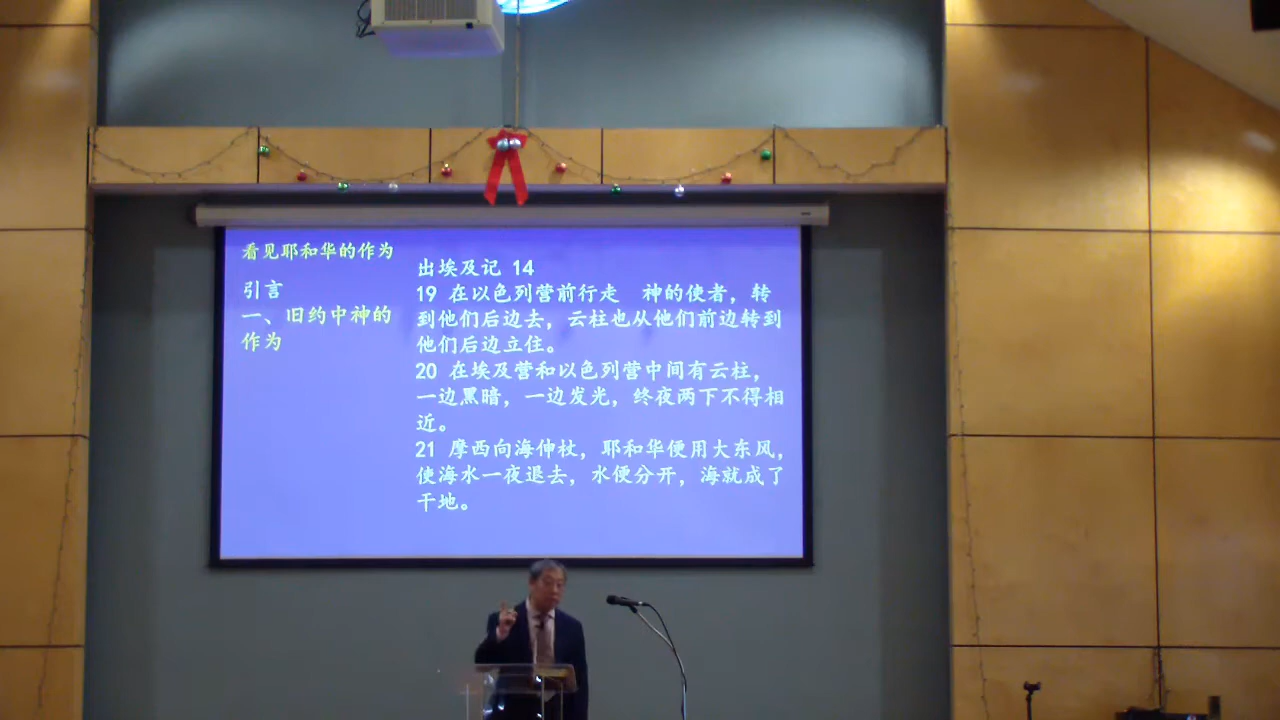 看见耶和华的作为
引言
一、旧约中神的
作为
出埃及记 14
19 在以色列营前行走　神的使者，转
到他们后边去，云柱也从他们前边转到
他们后边立住。
20 在埃及营和以色列营中间有云柱，
一边黑暗，一边发光，终夜两下不得相
近。
21 摩西向海伸杖，耶和华便用大东风，
使海水一夜退去，水便分开，海就成了
干地。